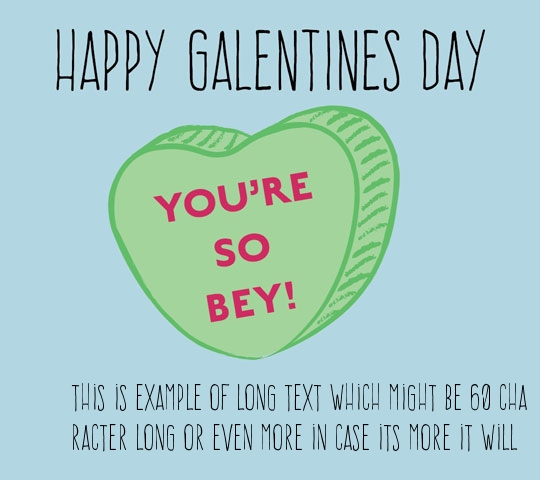 HAPPY GALENTINES DAY
YOU'RE
SO
BEY!
THIS IS EXAMPLE OF LONG TEXT WHICH MIGHT BE 60 CHA
RACTER LONG OR EVEN MORE IN CASE ITS MORE IT WILL